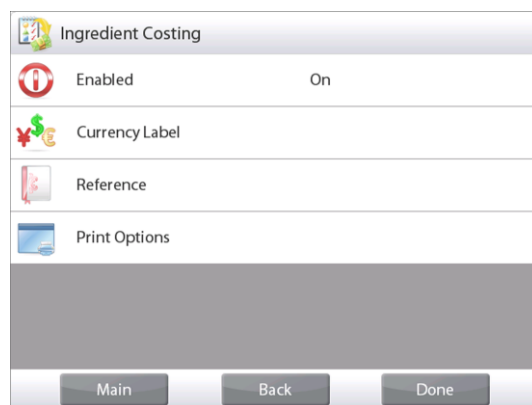 Ingredient Costing
Enabled On
Currency Label
Reference
Print Options
Main Back Done